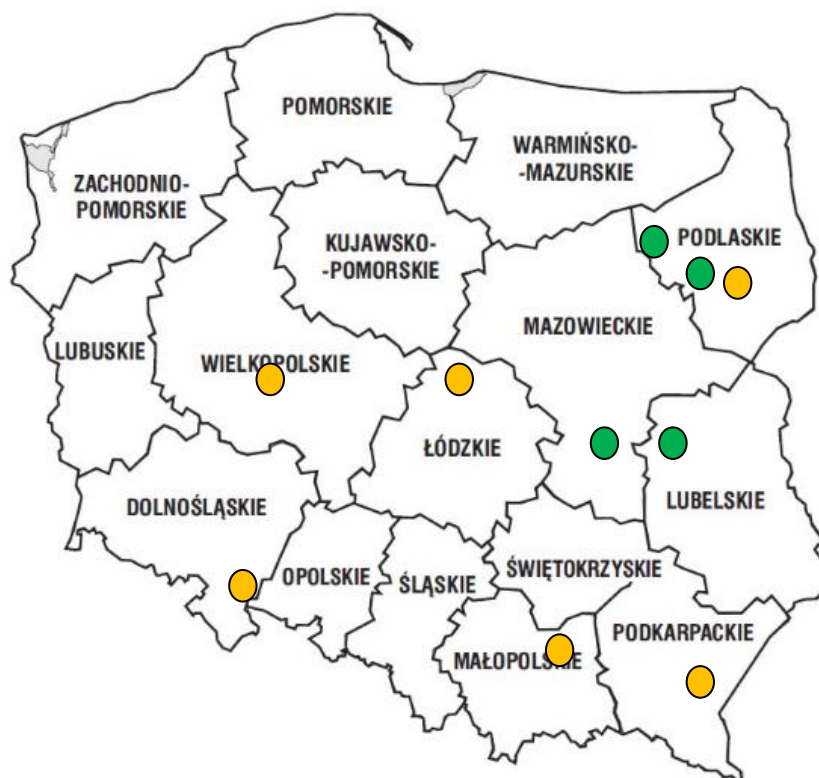 POMORSKIE
WARMIŃSKO-
-MAZURSKIE
ZACHODNIO-
POMORSKIE
KUJAWSKO-
-POMORSKIE
PODLASKIE
MAZOWIECKIE
LUBUSKIE
WIELKOPOLSKIE
ŁÓDZKIE
DOLNOŚLĄSKIE
LUBELSKIE
OPOLSKIE
ŚLĄSKIE
ŚWIĘTOKRZYSKIE
MAŁOPOLSKIE
PODKARPACKIE